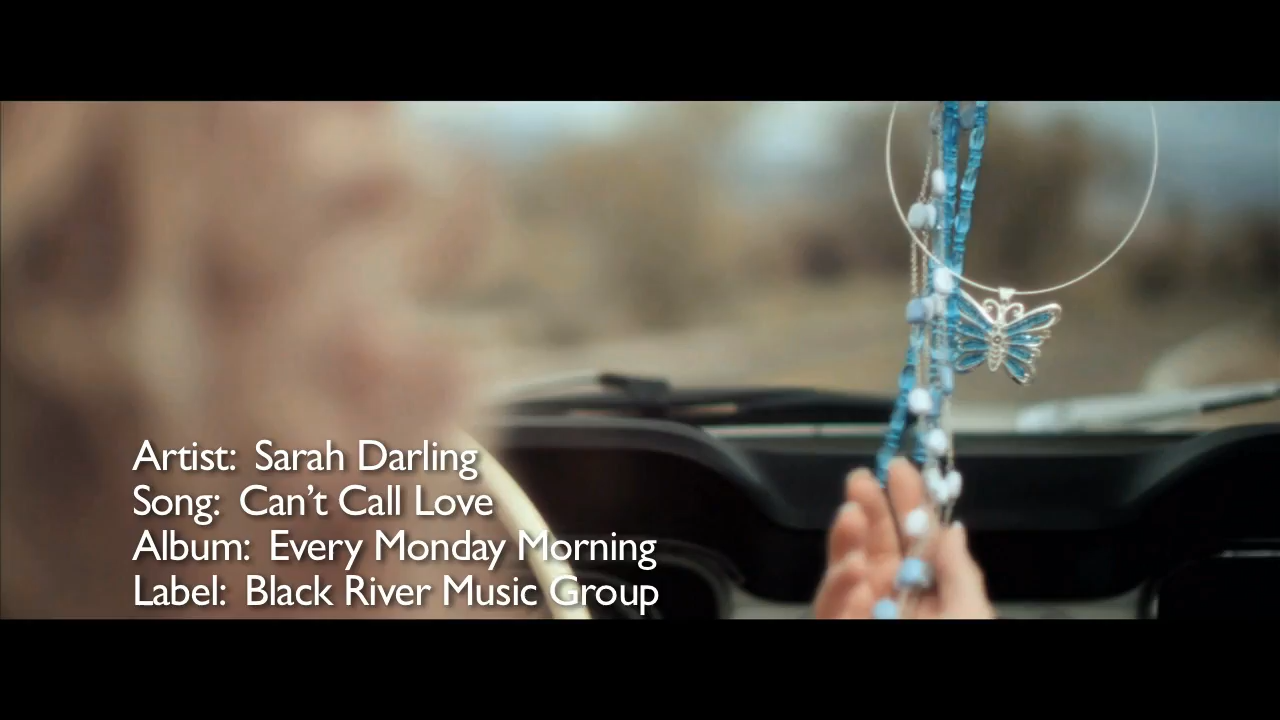 Artist: Sarah Darling
Song: Can't Call Love
Album: Every Monday Morning
Label: Black River Music Group